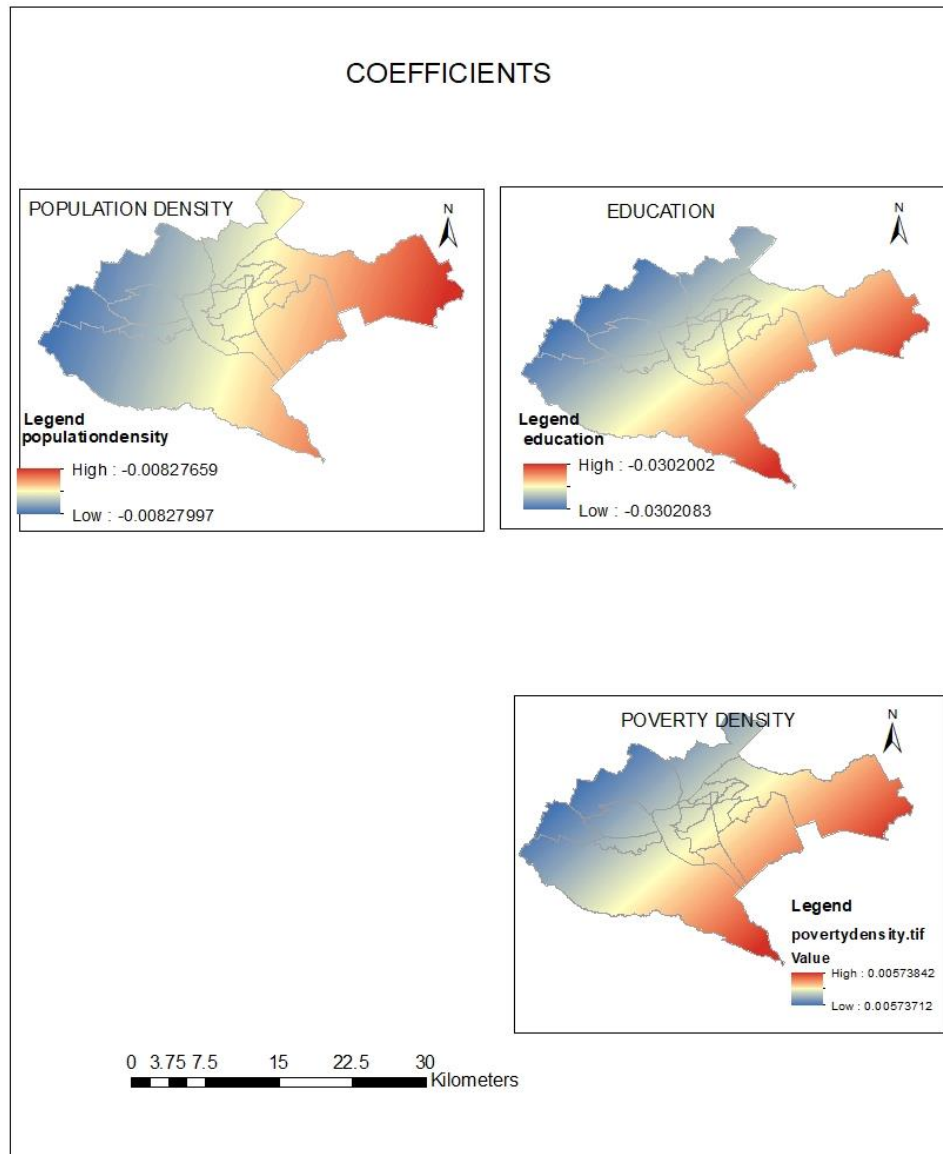 COEFFICIENTS
POPULATION DENSITY
N
Legend
populationdensity
High : -0.00827659
Low : -0.00827997
EDUCATION
N
Legend
education
High : -0.0302002
Low : -0.0302083
POVERTY DENSITY
N
Legend
povertydensity.tif
Value
High : 0.00573842
Low : 0.00573712
0 3.75 7.5 15 22.5 30
Kilometers